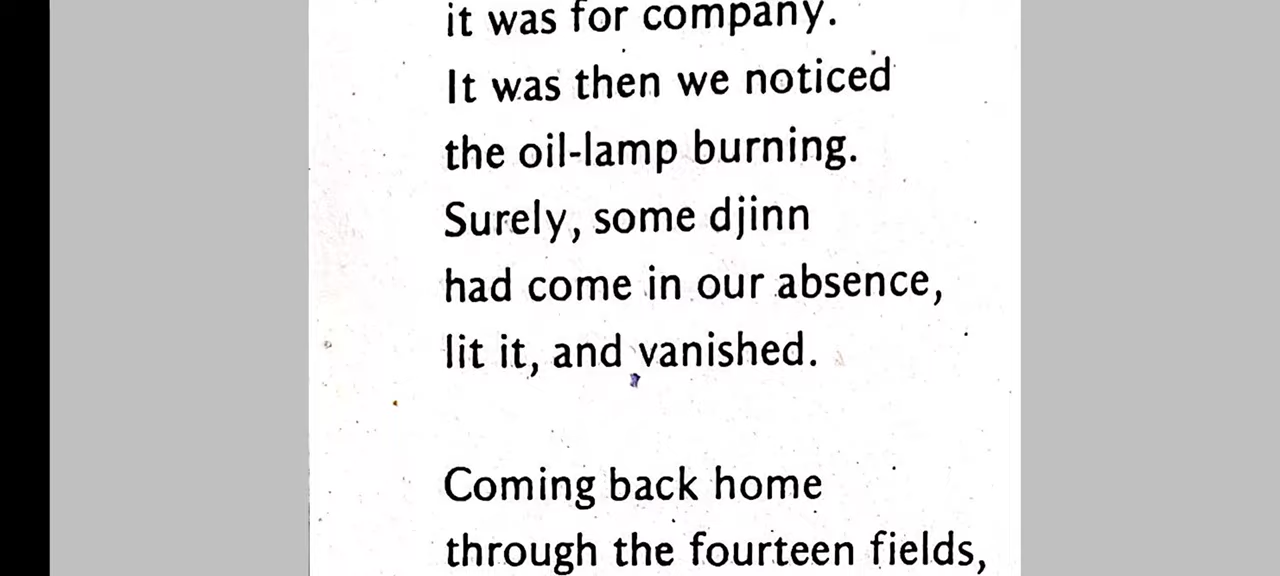 it was for company.
It was then we noticed
the oil-lamp burning.
Surely, some djinn
had come in our absence,
lit it, and vanished.
Coming back home
through the fourteen fields,